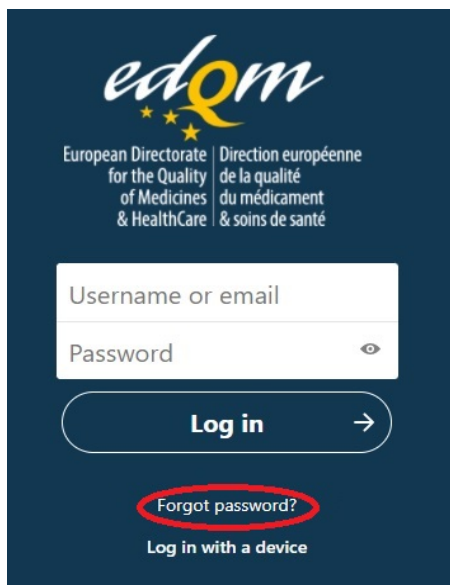 edQm
European Directorate | Direction européenne
for the Quality | de la qualité
of Medicines | du médicament
& HealthCare | & soins de santé
Username or email
Password
Log in
Forgot password?
Log in with a device